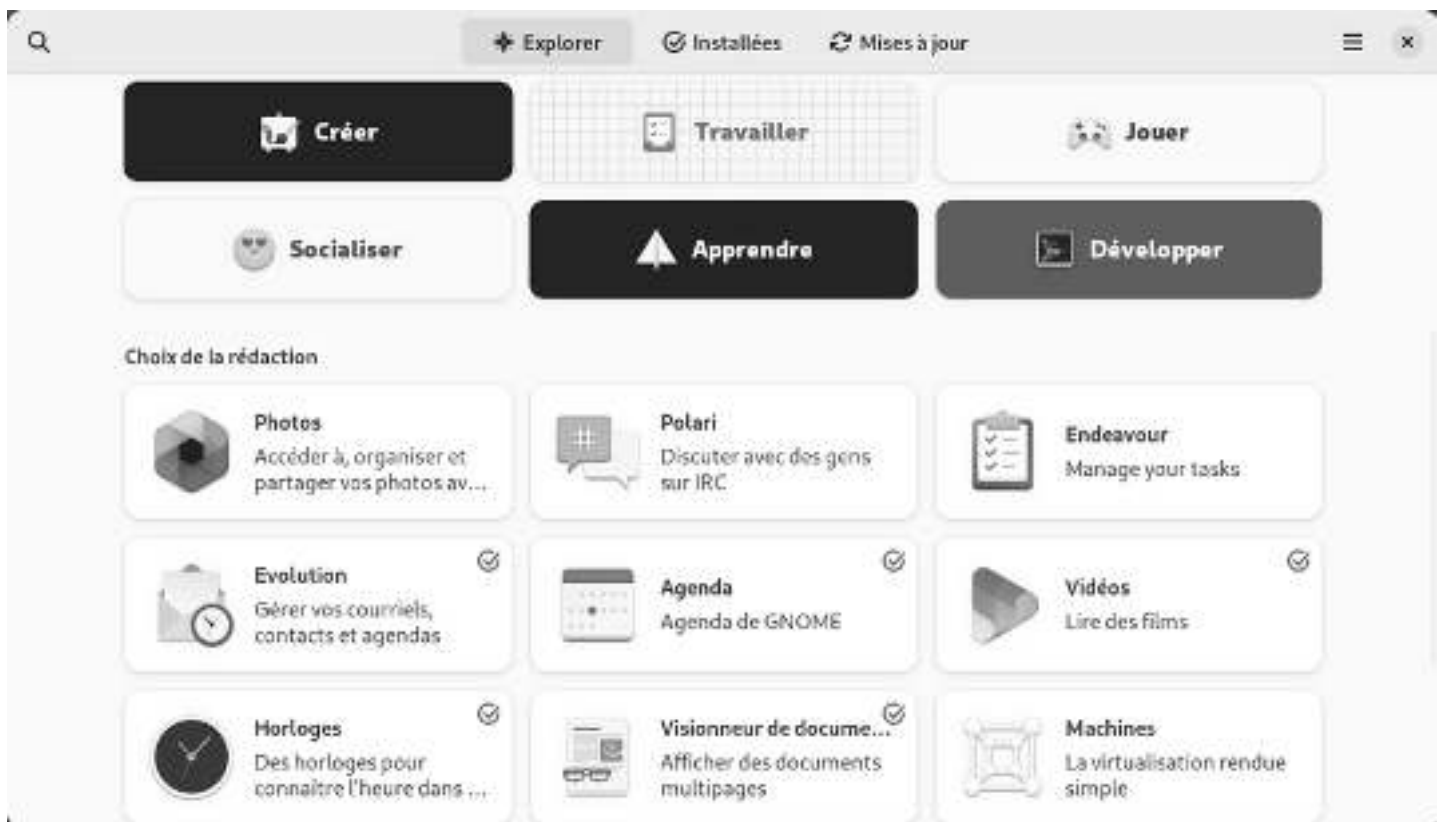 Explorer
Installées
Mises à jour
Créer
Travailler
Jouer
Socialiser
Apprendre
Développer
Choix de la rédaction
Photos
Accéder à, organiser et
partager vos photos av...
Polari
Discuter avec des gens
sur IRC
Endeavour
Manage your tasks
Evolution
Gérer vos courriels,
contacts et agendas
Agenda
Agenda de GNOME
Vidéos
Lire des films
Horloges
Des horloges pour
connaître l'heure dans ...
Visionneur de docume...
Afficher des documents
multipages
Machines
La virtualisation rendue
simple